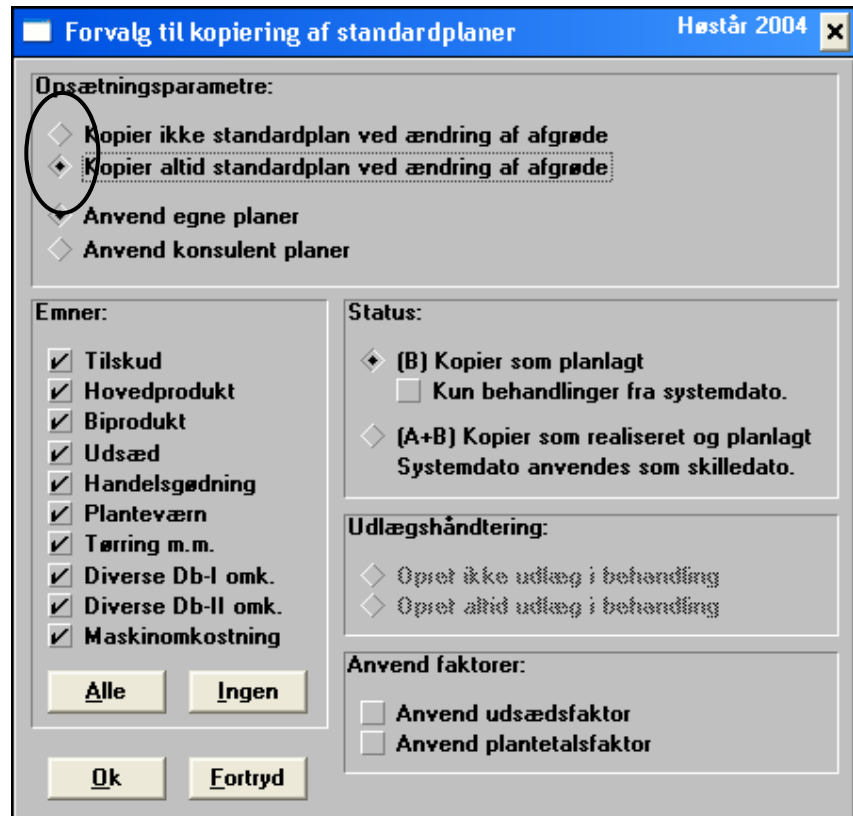 Forvalg til kopiering af standardplaner
Høstår 2004
Opsætningsparametre:
Kopier ikke standardplan ved ændring af afgrøde
Kopier altid standardplan ved ændring af afgrøde
Anvend egne planer
Anvend konsulent planer
Emner:
Tilskud
Hovedprodukt
Biprodukt
Udsæd
Handelsgødning
Planteværn
Tørring m.m.
Diverse Db-I omk.
Diverse Db-II omk.
Maskinomkostning
Alle
Ingen
Ok
Fortryd
Status:
(B) Kopier som planlagt
Kun behandlinger fra systemdato.
(A+B) Kopier som realiseret og planlagt
Systemdato anvendes som skilledato.
Udlægshåndtering:
Opret ikke udlæg i behandling
Opret altid udlæg i behandling
Anvend faktorer:
Anvend udsædsfaktor
Anvend plantetalsfaktor